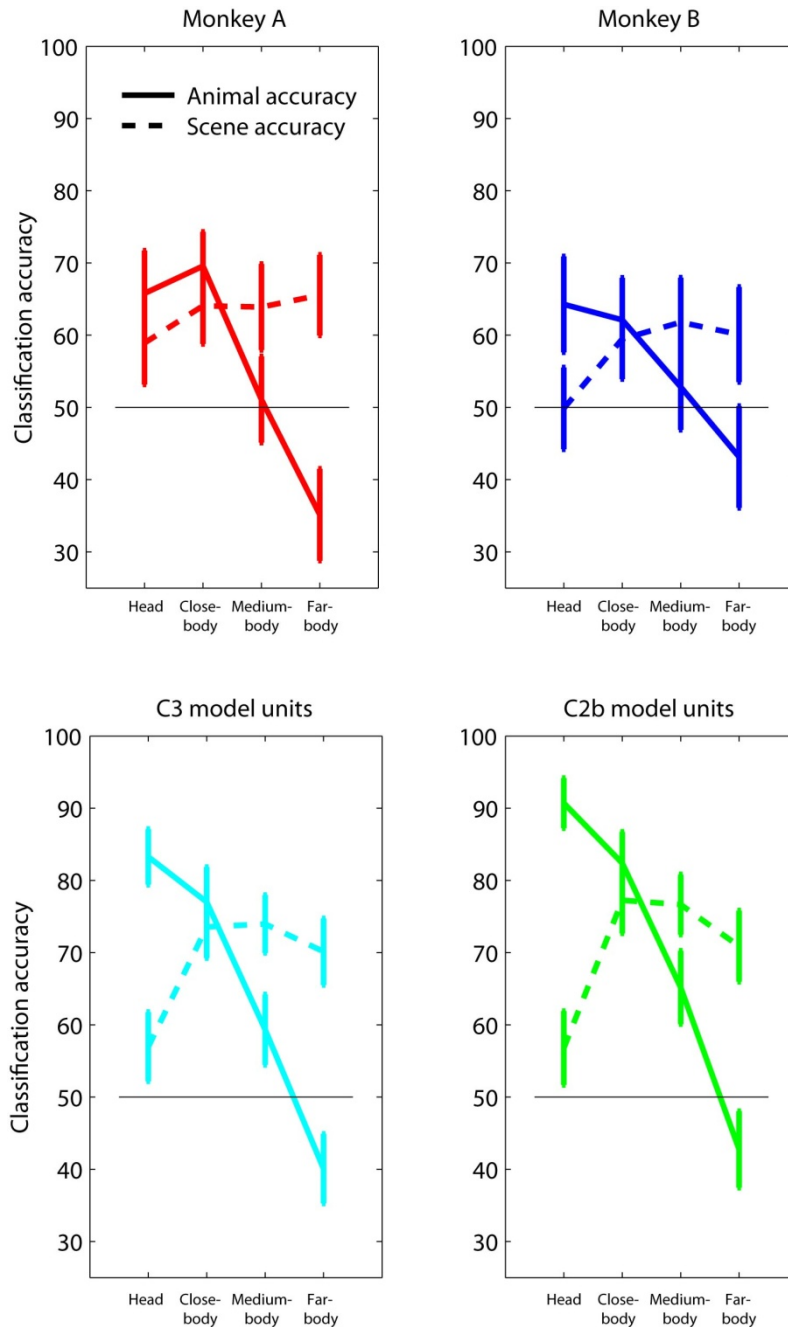 Monkey A
100
90
80
70
60
50
40
30
Classification accuracy
Animal accuracy
Scene accuracy
Head
Close-
body
Medium-
body
Far-
body
Monkey B
100
90
80
70
60
50
40
30
Head
Close-
body
Medium-
body
Far-
body
C3 model units
100
90
80
70
60
50
40
30
Classification accuracy
Head
Close-
body
Medium-
body
Far-
body
C2b model units
100
90
80
70
60
50
40
30
Head
Close-
body
Medium-
body
Far-
body